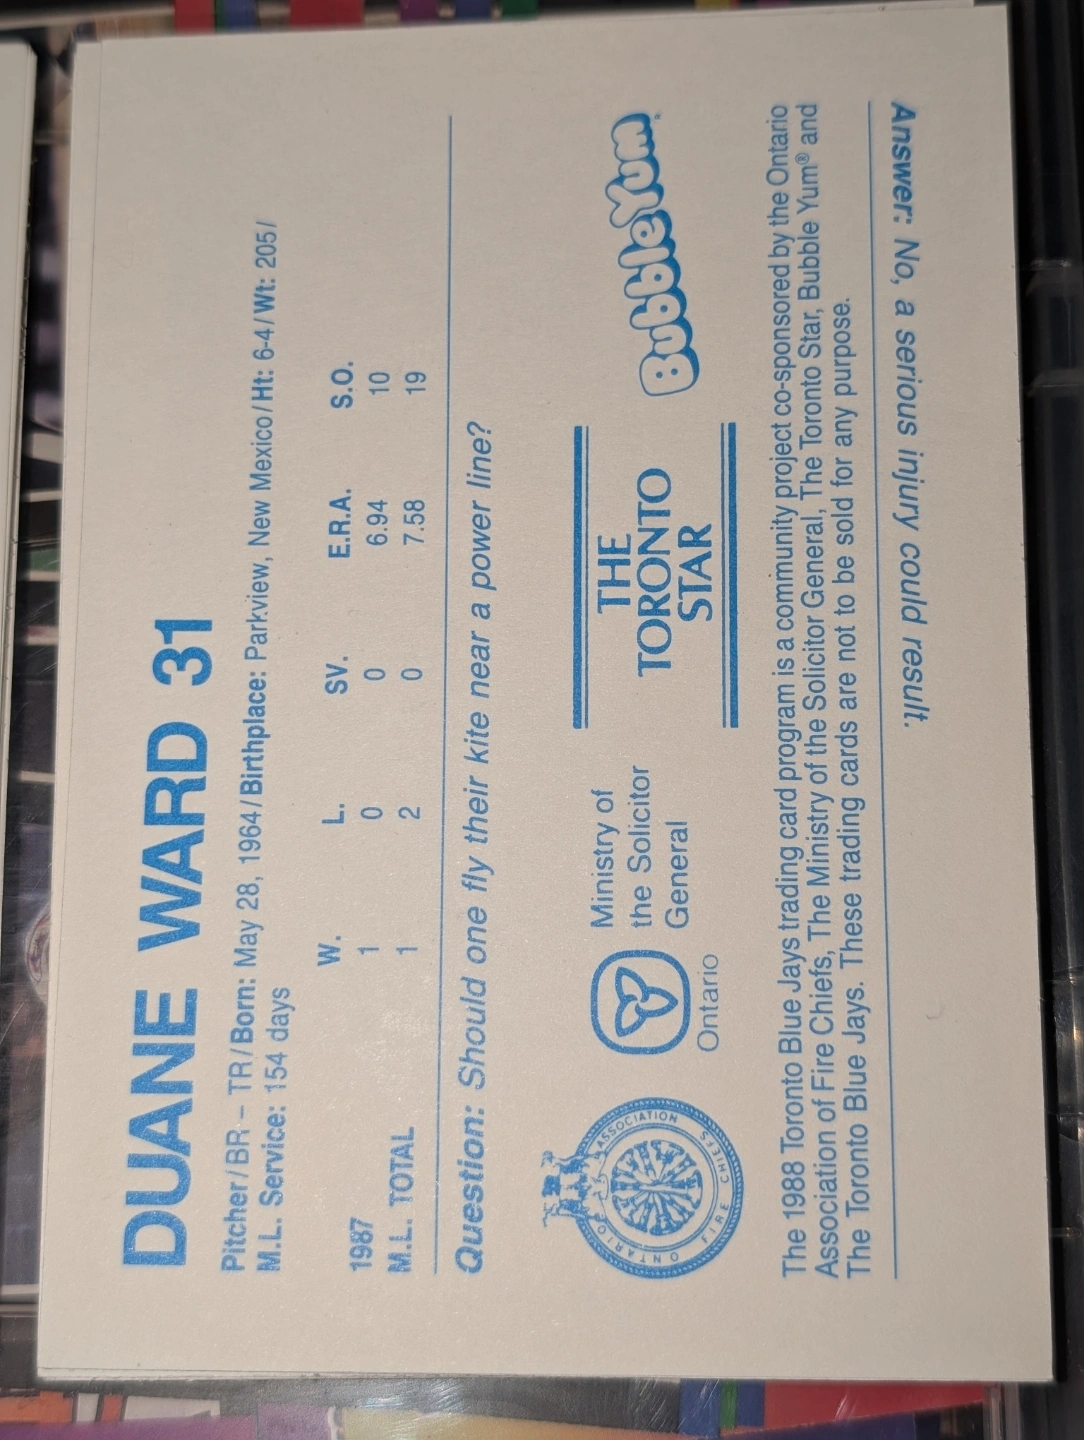 DUANE WARD 31
Pitcher/BR-- TR/Born: May 28, 1964/Birthplace: Parkview, New Mexico/Ht: 6-4/Wt: 205/
M.L. Service: 154 days
W. L. SV. E.R.A. S.O.
1987 1 0 0 6.94 10
M.L. TOTAL 1 2 0 7.58 19
Question: Should one fly their kite near a power line?
ONTARIO ASSOCIATION FIRE CHIEFS
Ontario
Ministry of
the Solicitor
General
THE
TORONTO
STAR
BubbleYum
The 1988 Toronto Blue Jays trading card program is a community project co-sponsored by the Ontario
Association of Fire Chiefs, The Ministry of the Solicitor General, The Toronto Star, Bubble Yum® and
The Toronto Blue Jays. These trading cards are not to be sold for any purpose.
Answer: No, a serious injury could result.